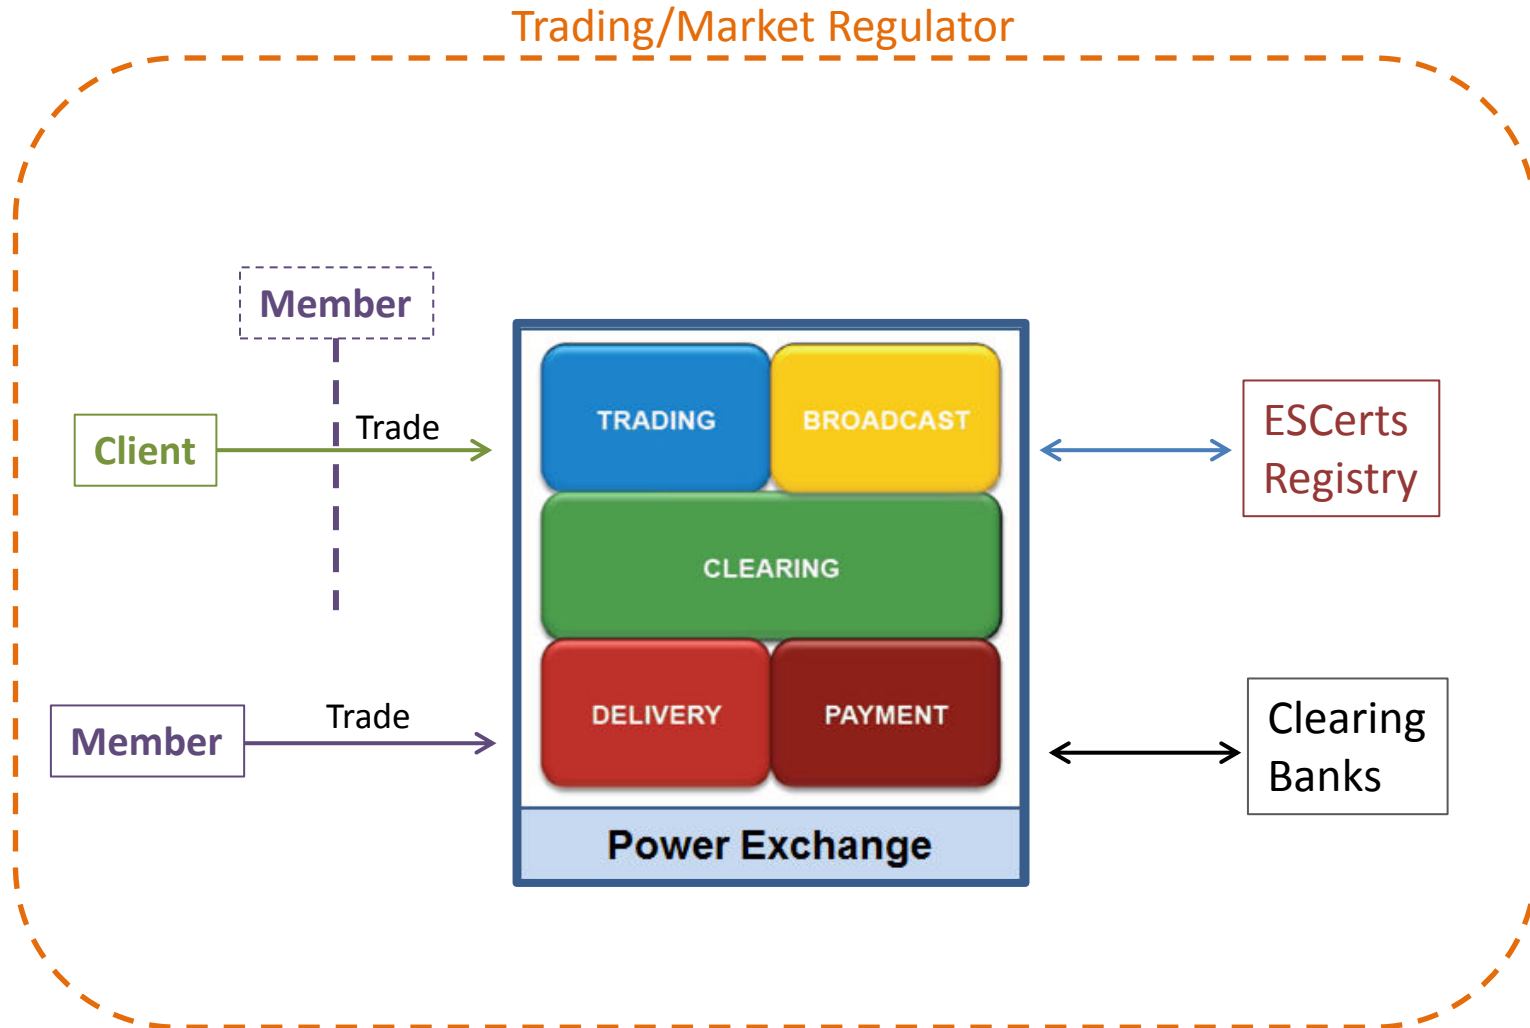 Trading/Market Regulator
Member
Client
Trade
TRADING
BROADCAST
ESCerts
Registry
CLEARING
Member
Trade
DELIVERY
PAYMENT
Clearing
Banks
Power Exchange